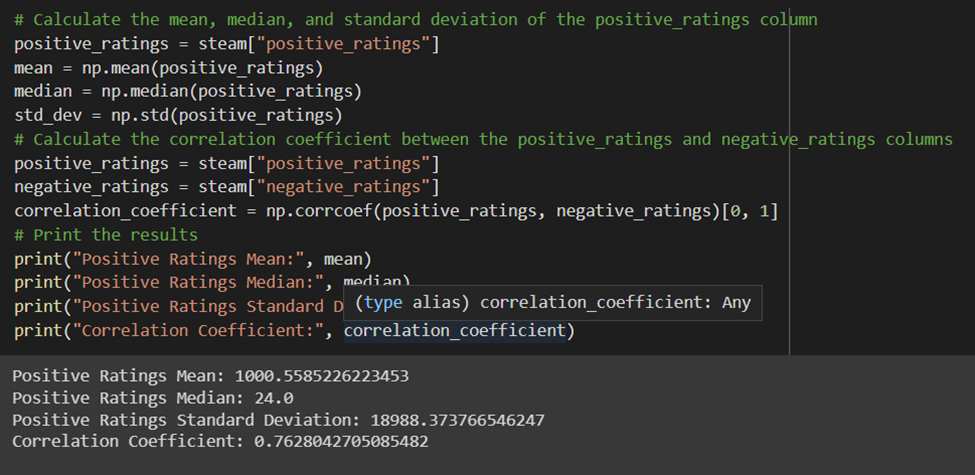 # Calculate the mean, median, and standard deviation of the positive_ratings column
positive_ratings = steam["positive_ratings"]
mean = np.mean(positive_ratings)
median = np.median(positive_ratings)
std_dev = np.std(positive_ratings)
# Calculate the correlation coefficient between the positive_ratings and negative_ratings columns
positive_ratings = steam["positive_ratings"]
negative_ratings = steam["negative_ratings"]
correlation_coefficient = np.corrcoef(positive_ratings, negative_ratings)[0, 1]
# Print the results
print("Positive Ratings Mean:", mean)
print("Positive Ratings Median:", median)
print("Positive Ratings Standard D
(type alias) correlation_coefficient: Any
print("Correlation Coefficient:", correlation_coefficient)
Positive Ratings Mean: 1000.5585226223453
Positive Ratings Median: 24.0
Positive Ratings Standard Deviation: 18988.373766546247
Correlation Coefficient: 0.7628042705085482